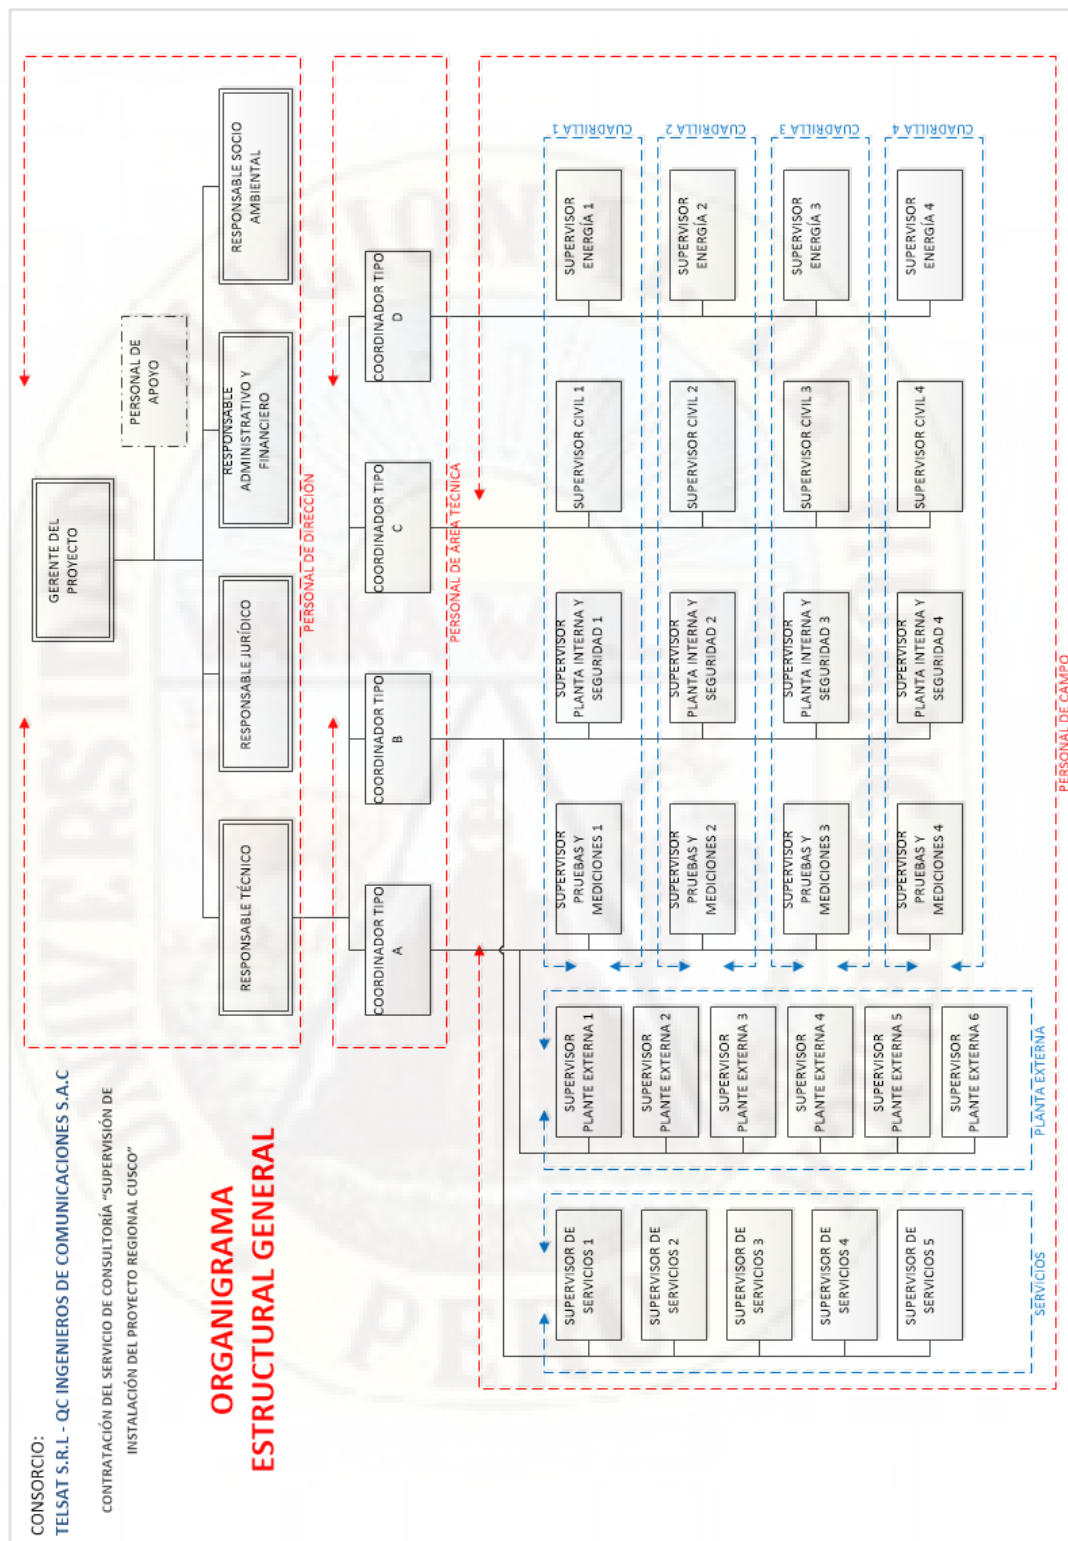 CONSORCIO:
TELSAT S.R.L - QC INGENIEROS DE COMUNICACIONES S.A.C
CONTRATACIÓN DEL SERVICIO DE CONSULTORÍA "SUPERVISIÓN DE
INSTALACIÓN DEL PROYECTO REGIONAL CUSCO"
ORGANIGRAMA
ESTRUCTURAL GENERAL
GERENTE DEL
PROYECTO
PERSONAL DE
APOYO
RESPONSABLE TÉCNICO
RESPONSABLE JURÍDICO
RESPONSABLE
ADMINISTRATIVO Y
FINANCIERO
RESPONSABLE SOCIO
AMBIENTAL
PERSONAL DE DIRECCION
COORDINADOR TIPO
A
COORDINADOR TIPO
B
COORDINADOR TIPO
C
COORDINADOR TIPO
D
PERSONAL DE ÁREA TÉCNICA
SUPERVISOR DE
SERVICIOS 1
SUPERVISOR DE
SERVICIOS 2
SUPERVISOR DE
SERVICIOS 3
SUPERVISOR DE
SERVICIOS 4
SUPERVISOR DE
SERVICIOS 5
SERVICIOS
SUPERVISOR
PLANTE EXTERNA 1
SUPERVISOR
PLANTE EXTERNA 2
SUPERVISOR
PLANTE EXTERNA 3
SUPERVISOR
PLANTE EXTERNA 4
SUPERVISOR
PLANTE EXTERNA 5
SUPERVISOR
PLANTE EXTERNA 6
PLANTA EXTERNA
SUPERVISOR
PRUEBAS Y
MEDICIONES 1
SUPERVISOR
PLANTA INTERNA Y
SEGURIDAD 1
SUPERVISOR CIVIL 1
SUPERVISOR
ENERGÍA 1
CUADRILLA 1
SUPERVISOR
PRUEBAS Y
MEDICIONES 2
SUPERVISOR
PLANTA INTERNA Y
SEGURIDAD 2
SUPERVISOR CIVIL 2
SUPERVISOR
ENERGÍA 2
CUADRILLA 2
SUPERVISOR
PRUEBAS Y
MEDICIONES 3
SUPERVISOR
PLANTA INTERNA Y
SEGURIDAD 3
SUPERVISOR CIVIL 3
SUPERVISOR
ENERGÍA 3
CUADRILLA 3
SUPERVISOR
PRUEBAS Y
MEDICIONES 4
SUPERVISOR
PLANTA INTERNA Y
SEGURIDAD 4
SUPERVISOR CIVIL 4
SUPERVISOR
ENERGÍA 4
CUADRILLA 4
PERSONAL DE CAMPO